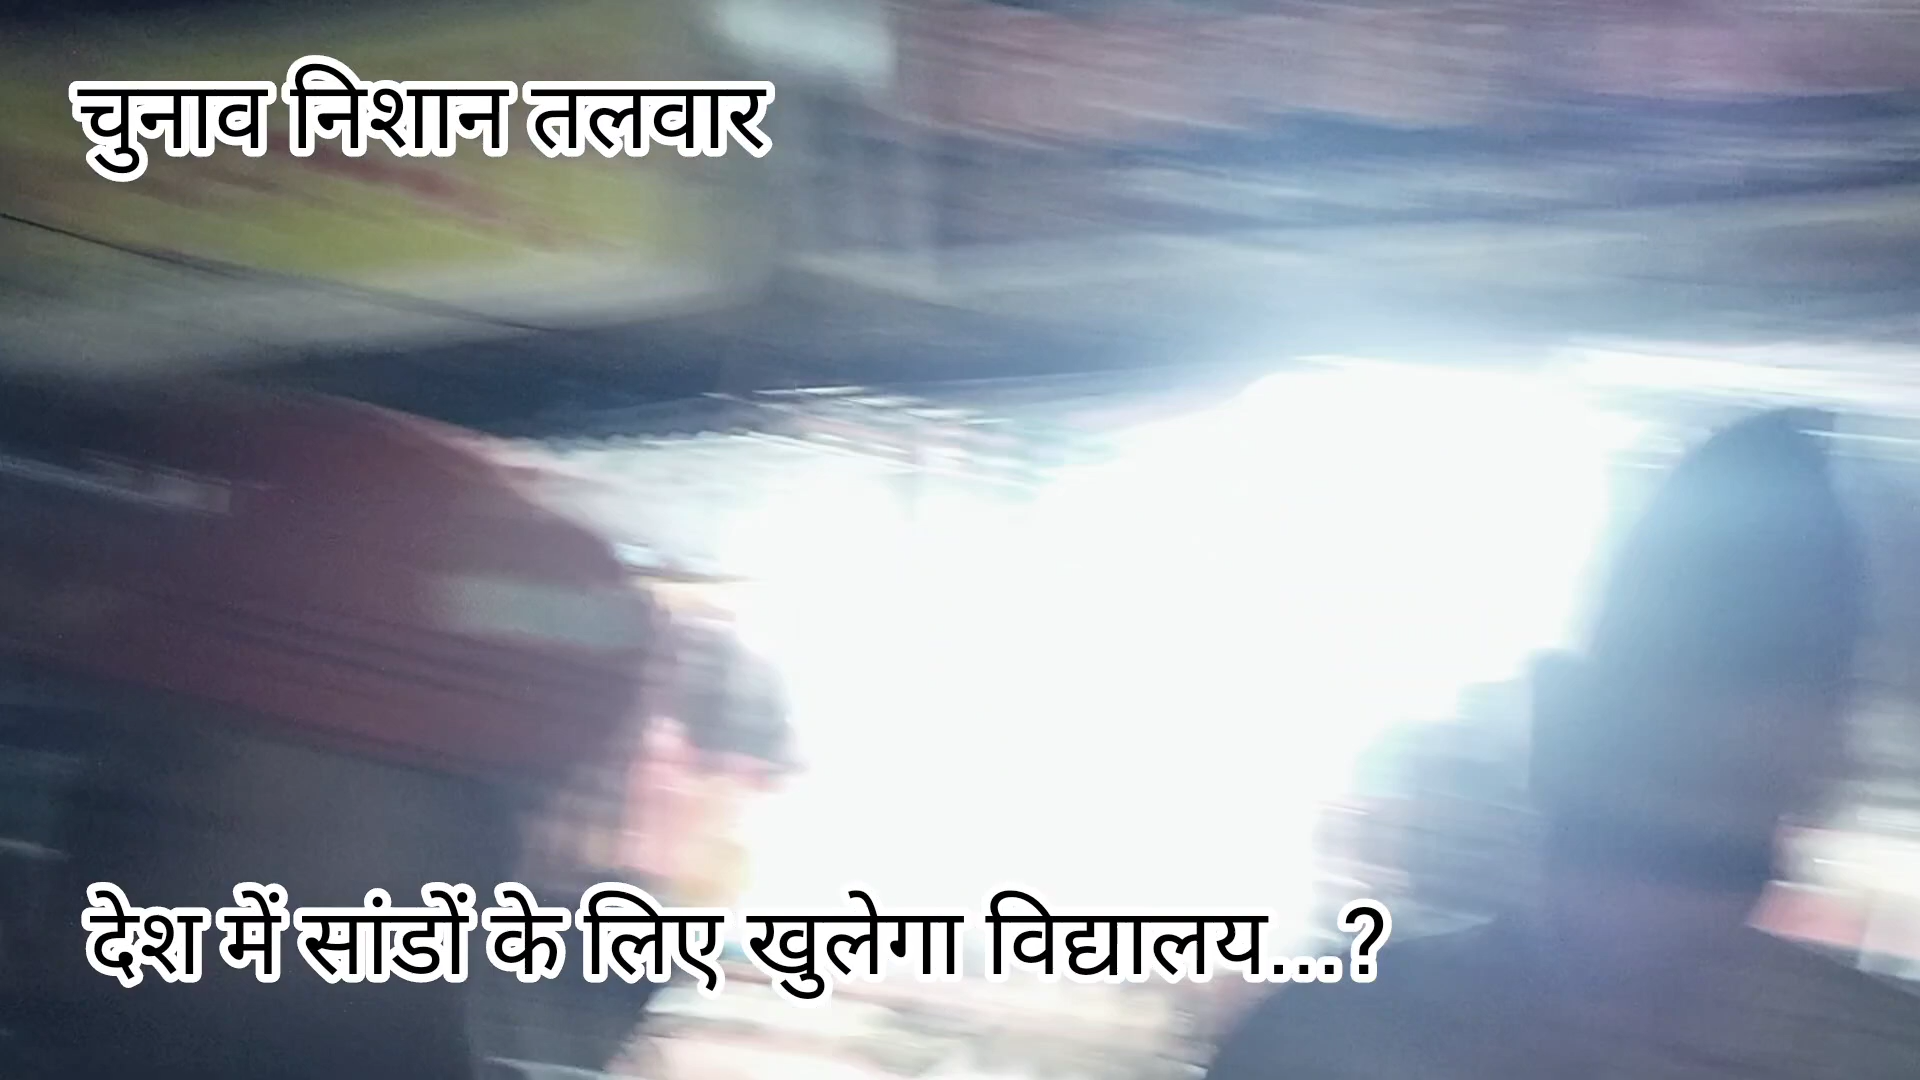 चुनाव निशान तलवार
देश में सांडों के लिए खुलेगा विद्यालय...?